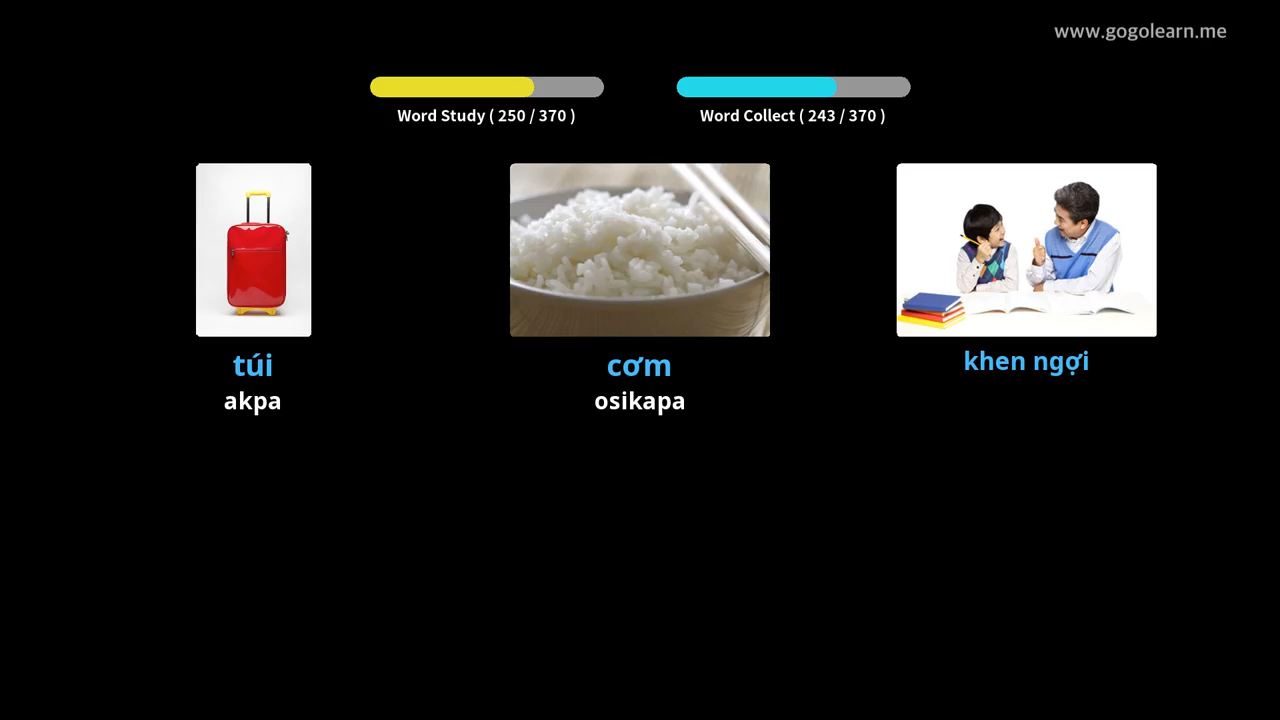 www.gogolearn.me
Word Study ( 250 / 370 )
Word Collect ( 243 / 370 )
túi
akpa
cơm
osikapa
khen ngợi